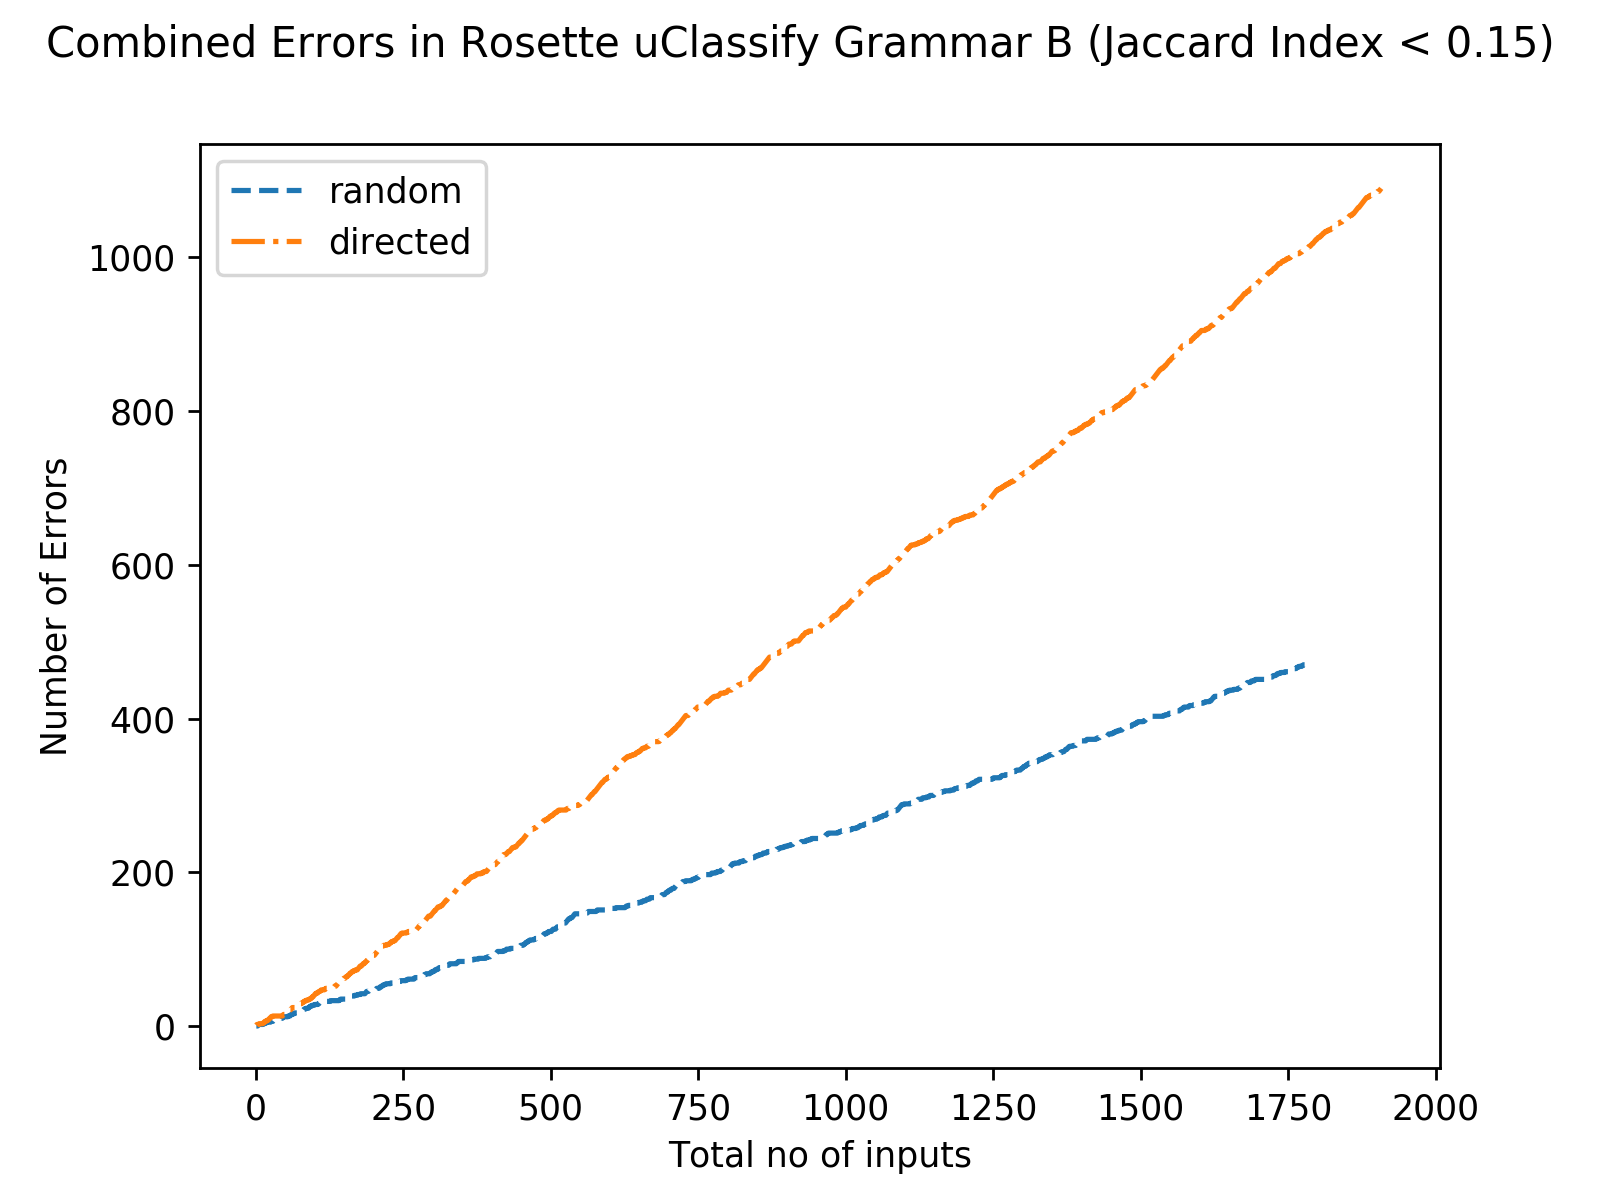 Combined Errors in Rosette uClassify Grammar B (Jaccard Index < 0.15)
random
directed
1000
800
600
400
200
0
Number of Errors
0 250 500 750 1000 1250 1500 1750 2000
Total no of inputs